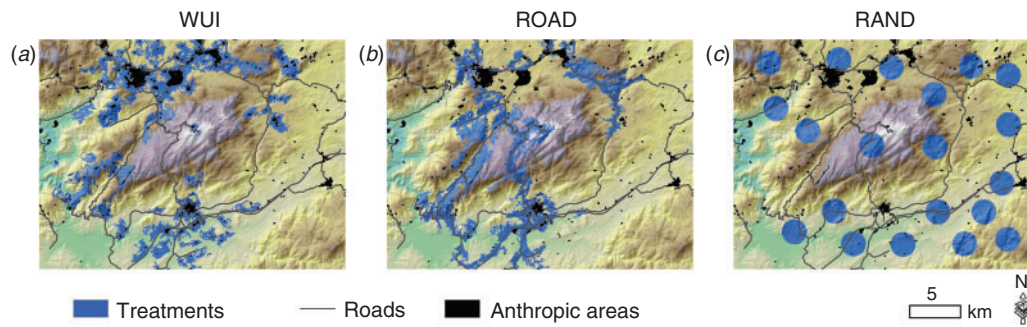 WUI
ROAD
RAND
(a)
(b)
(c)
Treatments
Roads
Anthropic areas
5
km
N